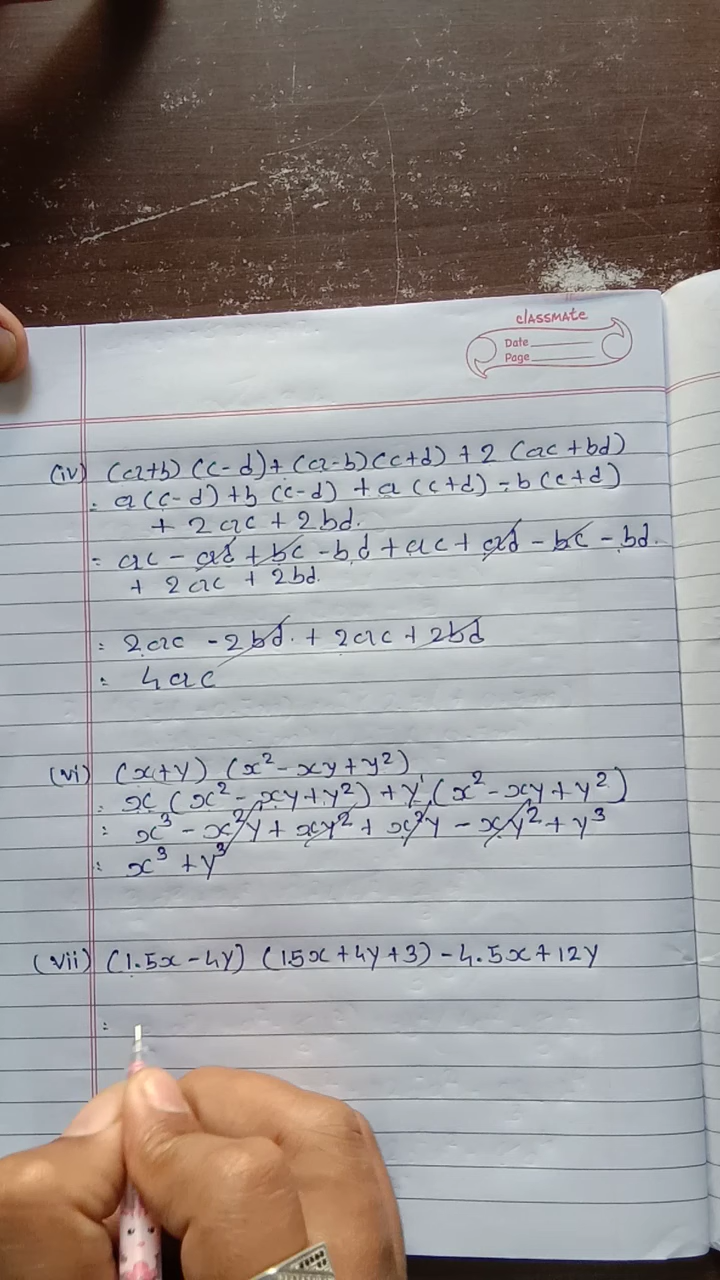 classmate
Date
Page
(iv) (a+b) (c-d)+(a-b)(c+d) +2 (ac+bd)
= a(c-d)+b (c-d) +a (c+d) -b(c+d)
+ 2ac + 2bd.
= ac - ad + bc - bd + ac + ad - bc - bd.
+ 2ac + 2bd.
= 2ac - 2bd. + 2ac + 2bd
= 4ac
(vi) (x+y) (x²-xy+y²)
= x (x²-xy+y²) + y (x²-xy+y²)
= x³ - x²y + xy² + x²y - xy² + y³
= x³ + y³
(vii) (1.5x-4y) (15x+4y+3) - 4.5x+12y
=